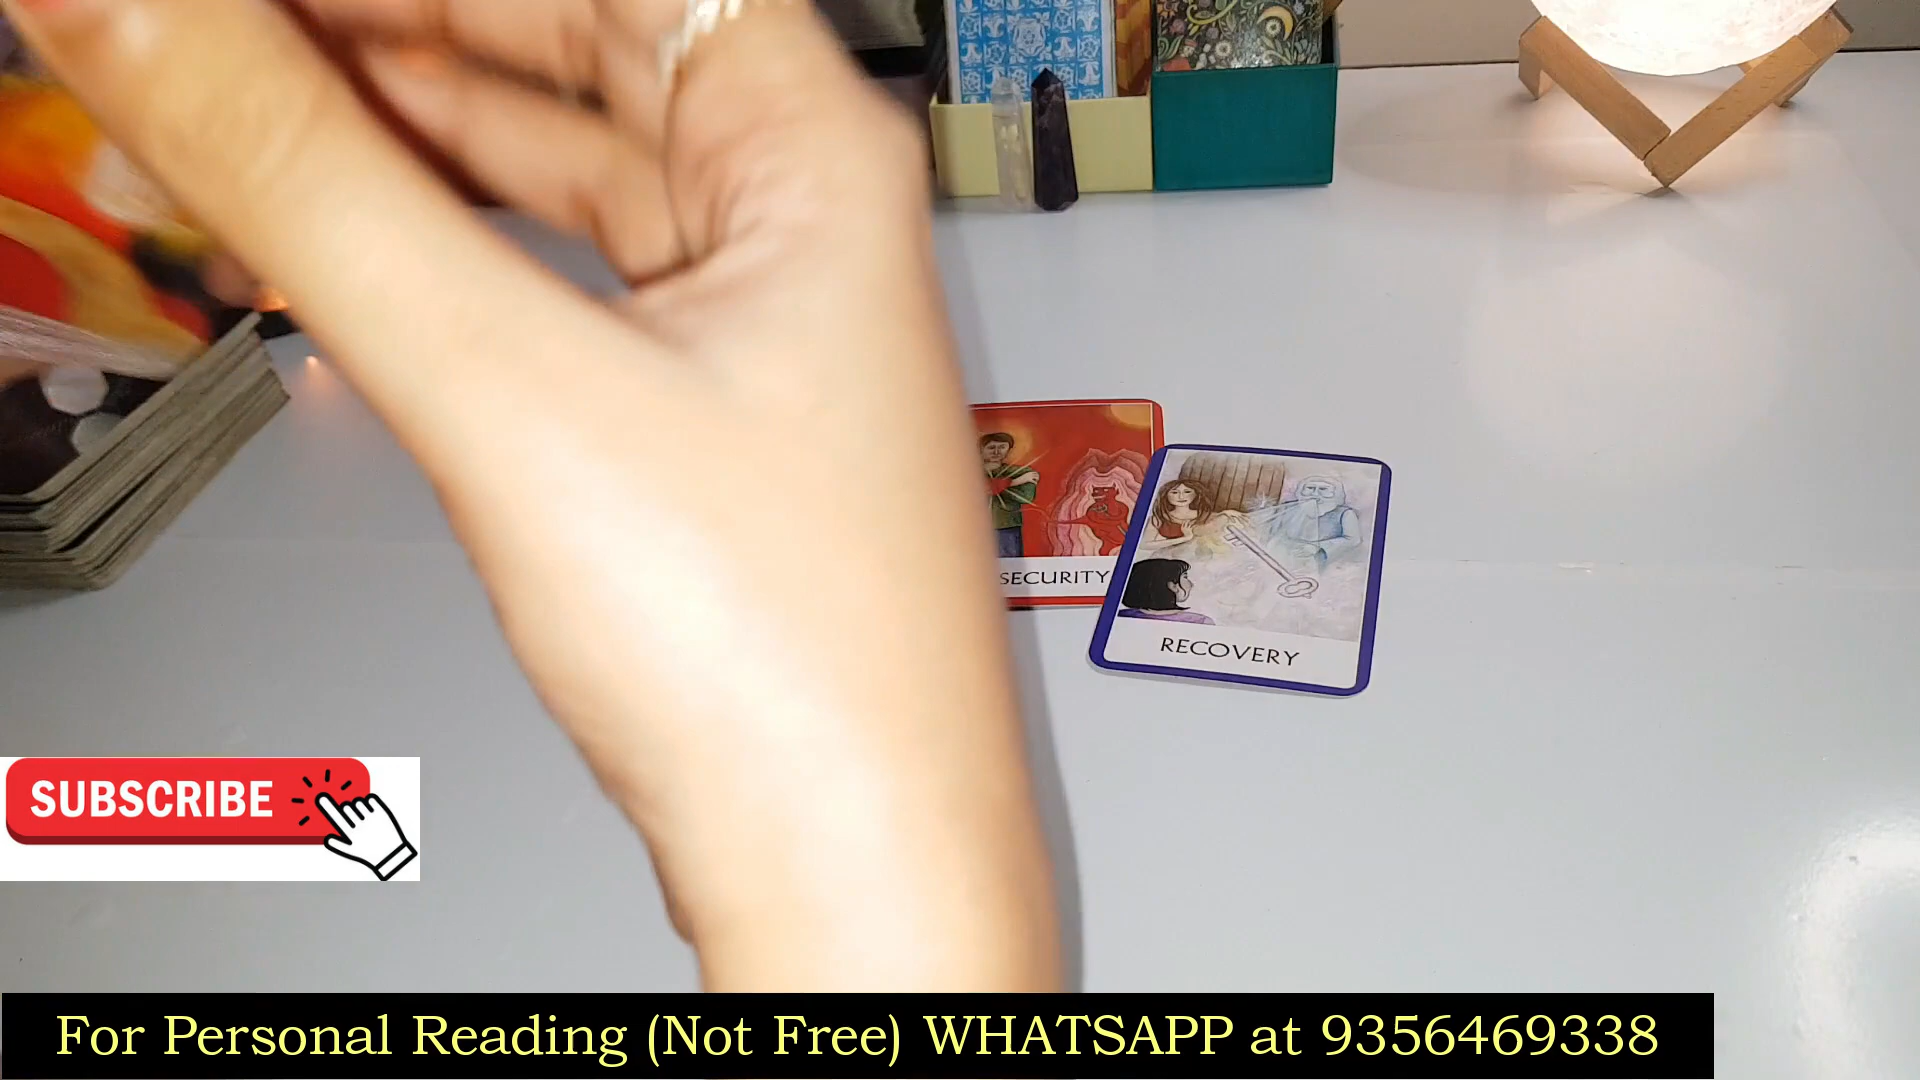 SECURITY
RECOVERY
SUBSCRIBE
For Personal Reading (Not Free) WHATSAPP at 9356469338